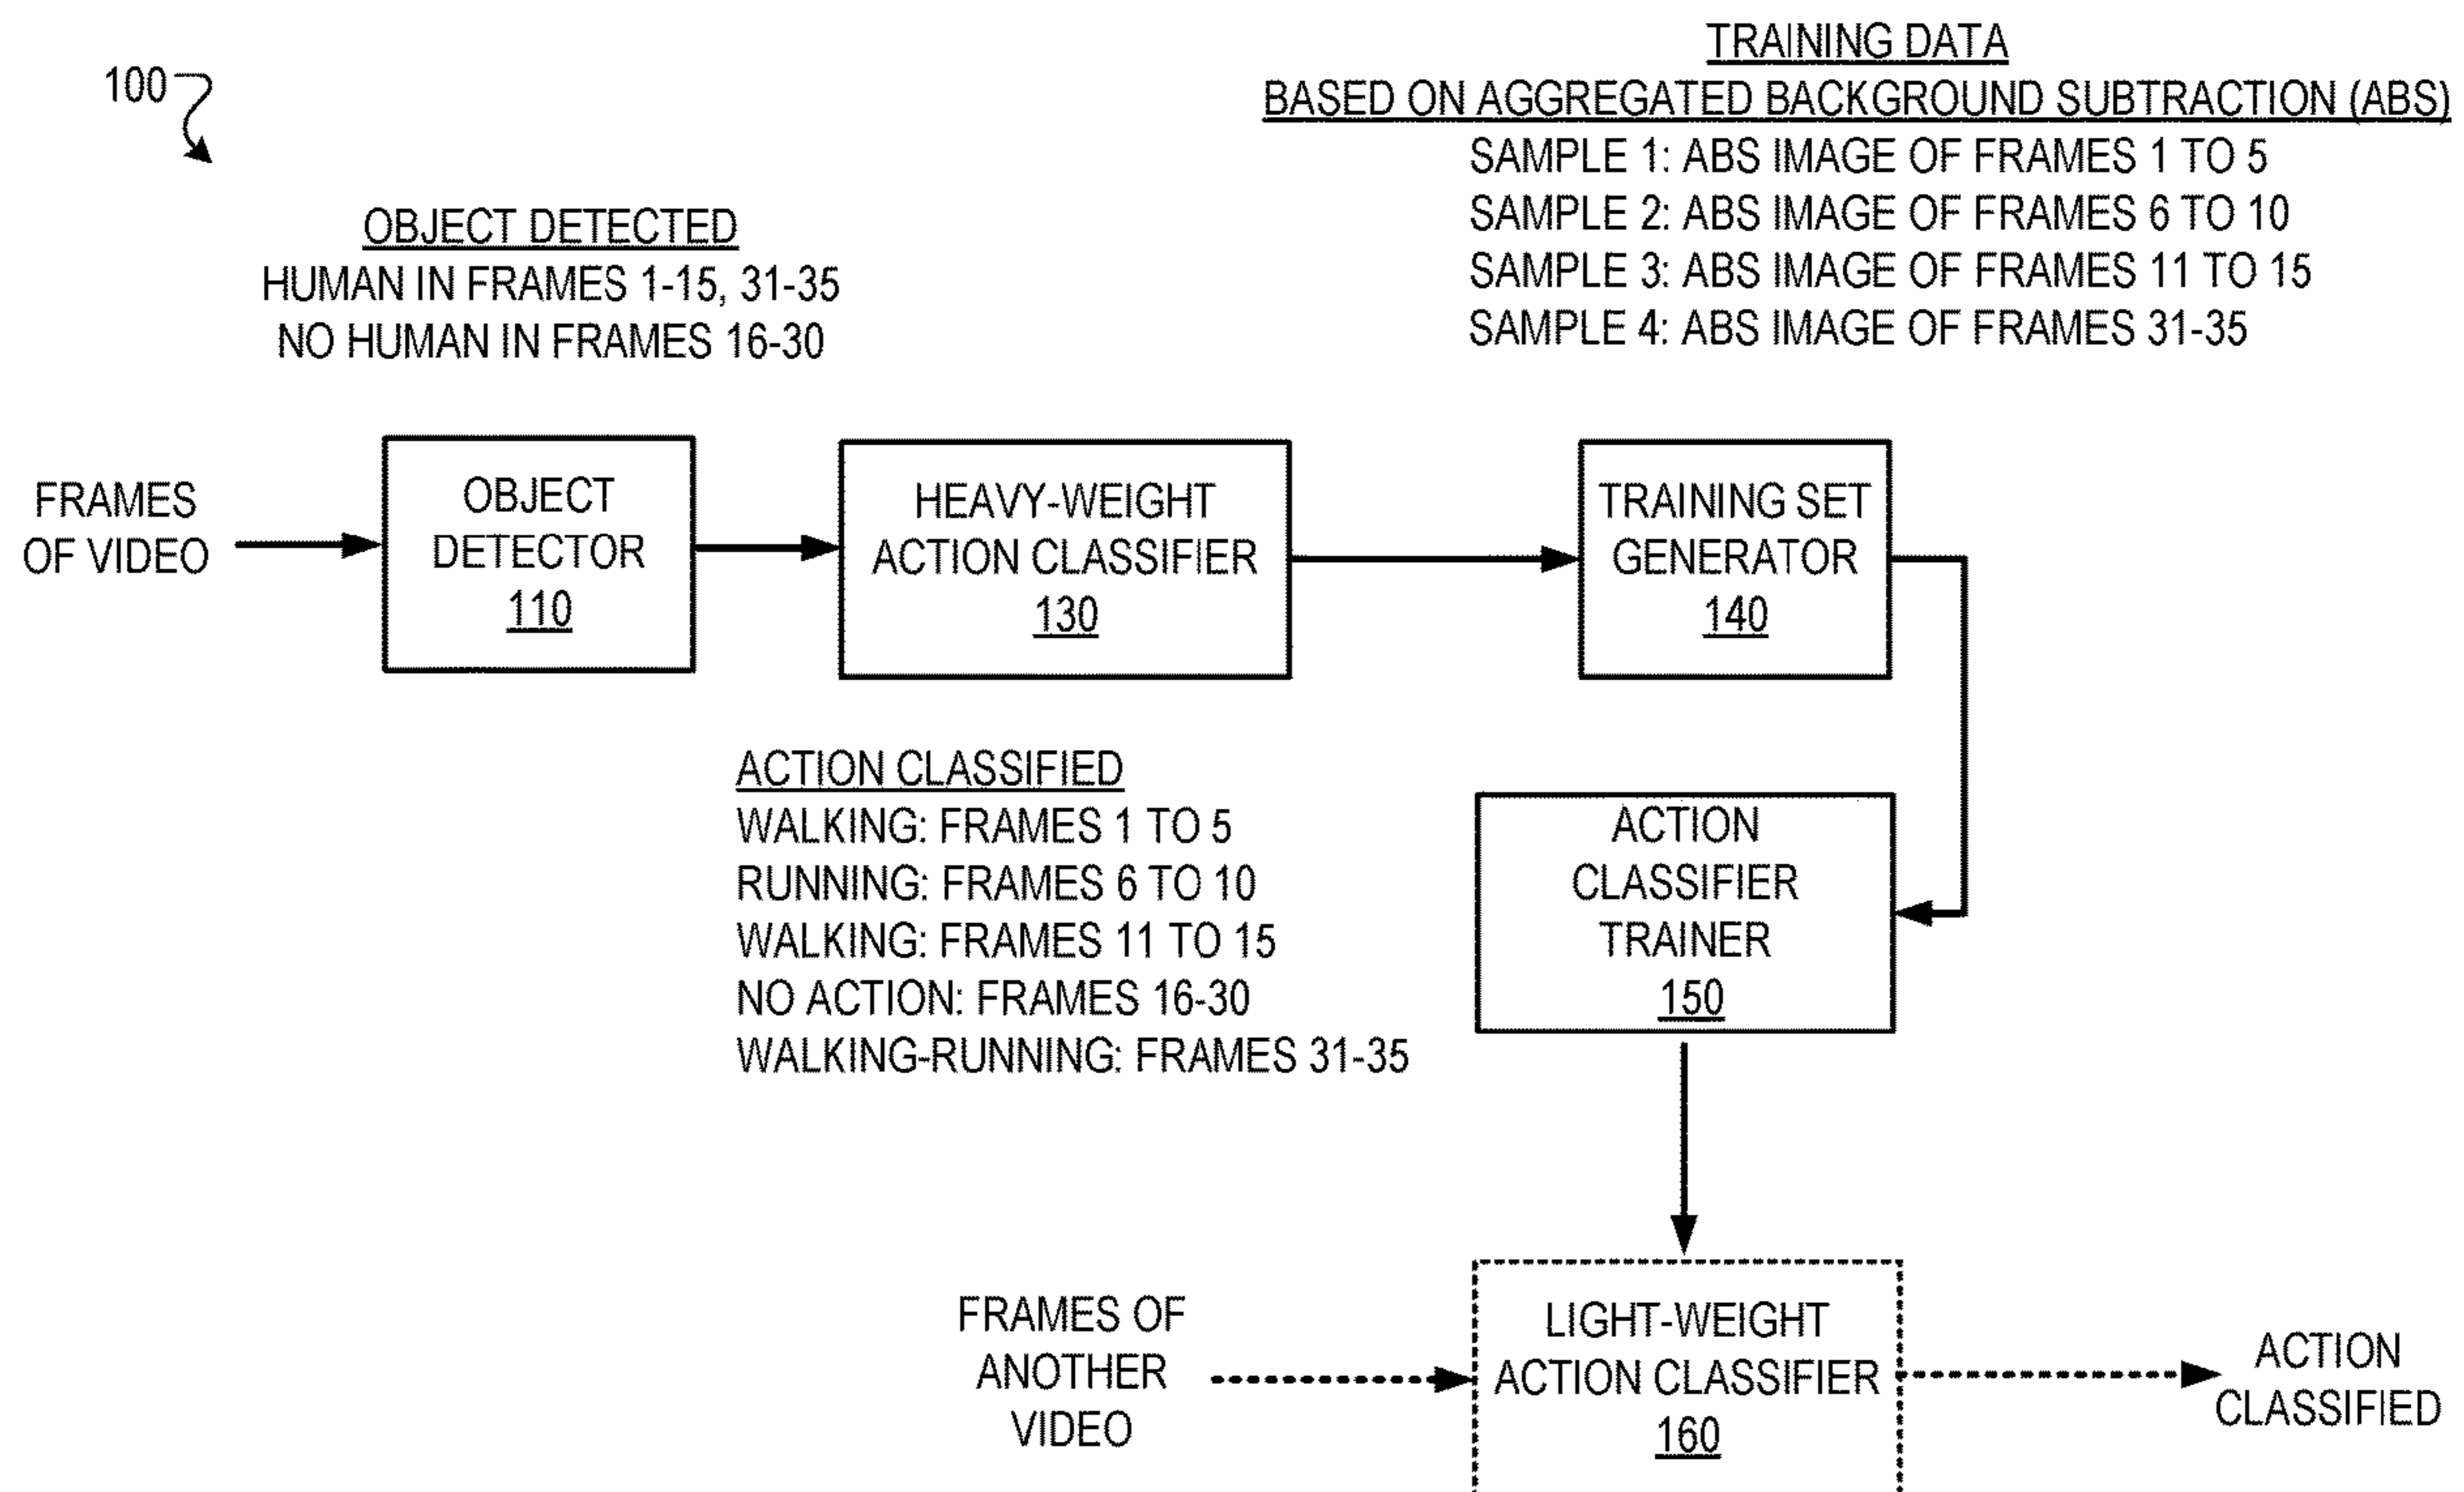 100
TRAINING DATA
BASED ON AGGREGATED BACKGROUND SUBTRACTION (ABS)
SAMPLE 1: ABS IMAGE OF FRAMES 1 TO 5
SAMPLE 2: ABS IMAGE OF FRAMES 6 TO 10
SAMPLE 3: ABS IMAGE OF FRAMES 11 TO 15
SAMPLE 4: ABS IMAGE OF FRAMES 31-35
OBJECT DETECTED
HUMAN IN FRAMES 1-15, 31-35
NO HUMAN IN FRAMES 16-30
FRAMES
OF VIDEO
OBJECT
DETECTOR
110
HEAVY-WEIGHT
ACTION CLASSIFIER
130
TRAINING SET
GENERATOR
140
ACTION CLASSIFIED
WALKING: FRAMES 1 TO 5
RUNNING: FRAMES 6 TO 10
WALKING: FRAMES 11 TO 15
NO ACTION: FRAMES 16-30
WALKING-RUNNING: FRAMES 31-35
ACTION
CLASSIFIER
TRAINER
150
FRAMES OF
ANOTHER
VIDEO
LIGHT-WEIGHT
ACTION CLASSIFIER
160
ACTION
CLASSIFIED